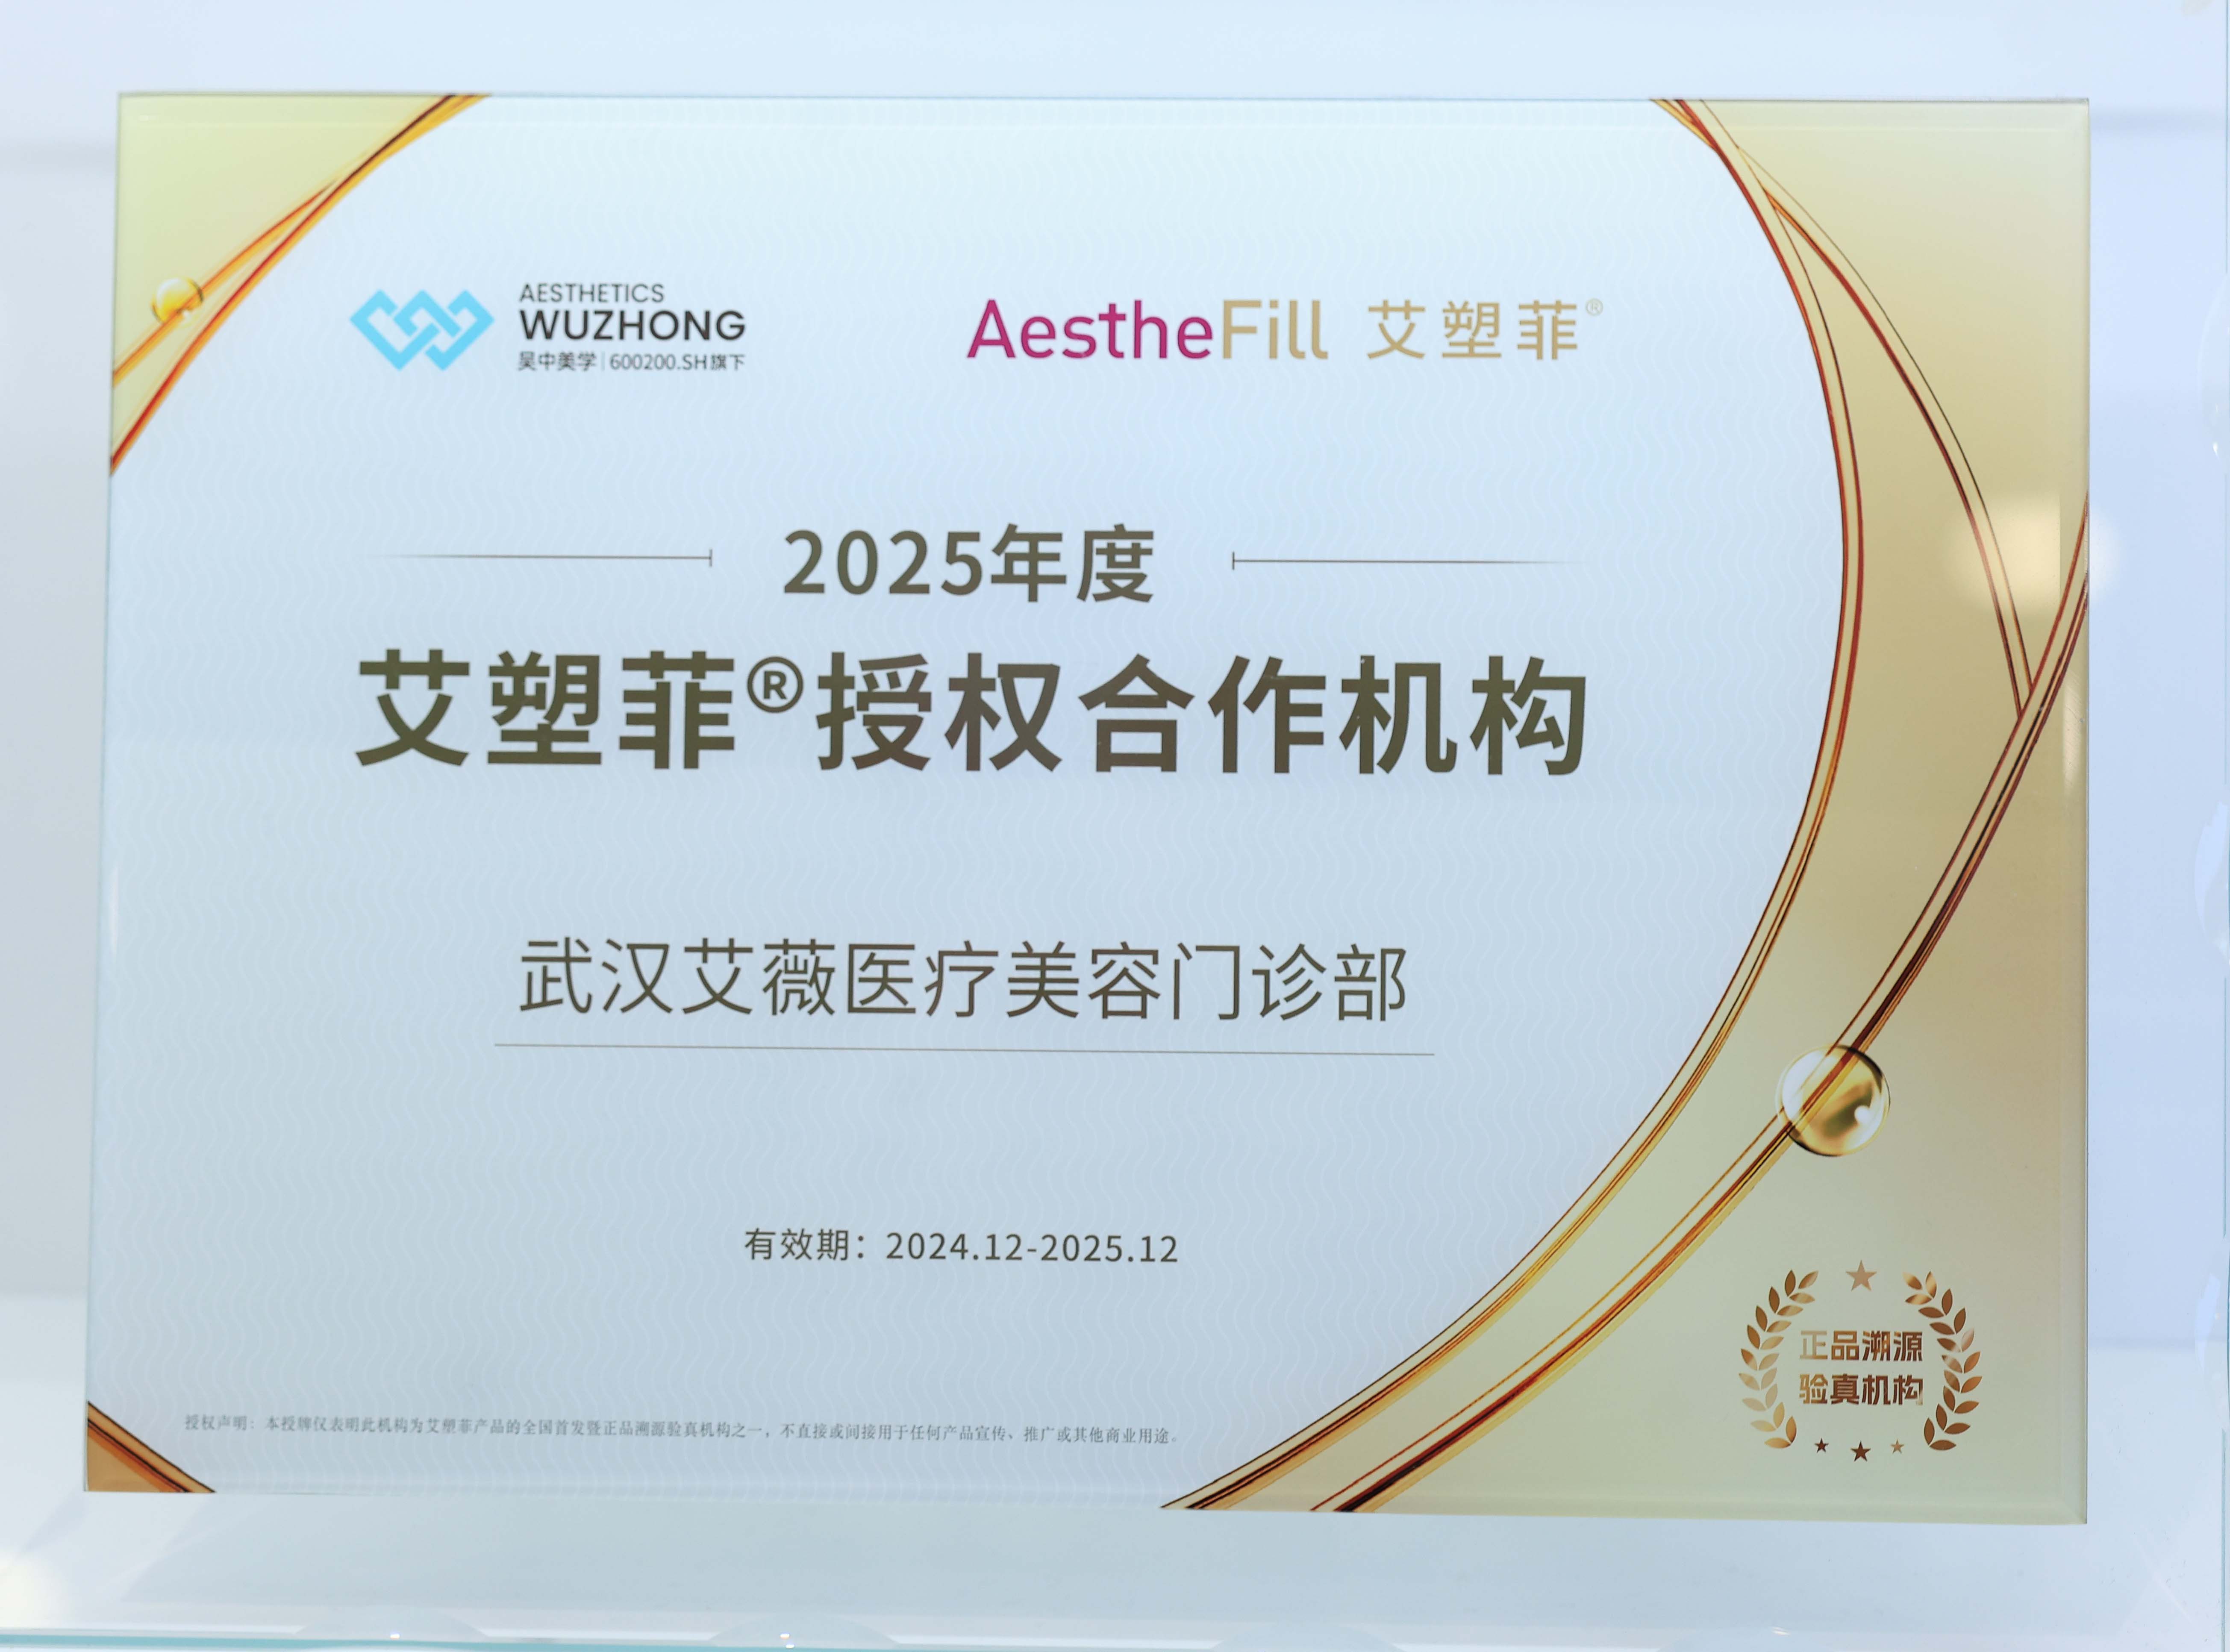 AESTHETICS
WUZHONG
吴中美学|600200.SH旗下
AestheFill 艾塑菲®
2025年度
艾塑菲®授权合作机构
武汉艾薇医疗美容门诊部
有效期：2024.12-2025.12
正品溯源
验真机构
授权声明：本授牌仅表明此机构为艾塑菲产品的全国首发暨正品溯源验真机构之一，不直接或间接用于任何产品宣传、推广或其他商业用途。